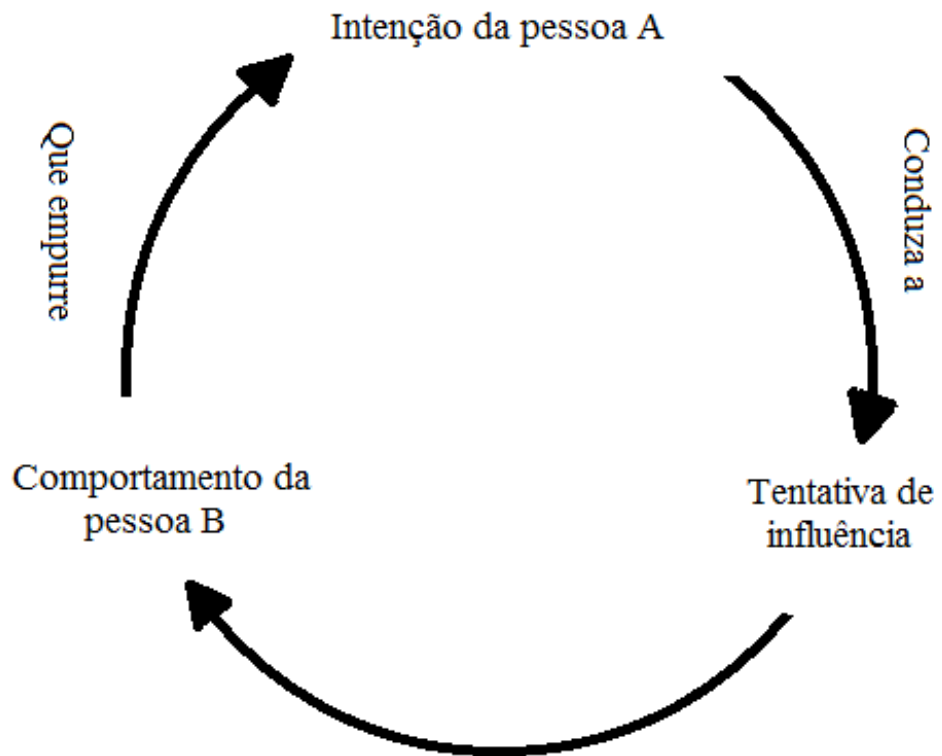 Intenção da pessoa A
Conduza a
Tentativa de
influência
Comportamento da
pessoa B
Que empurre